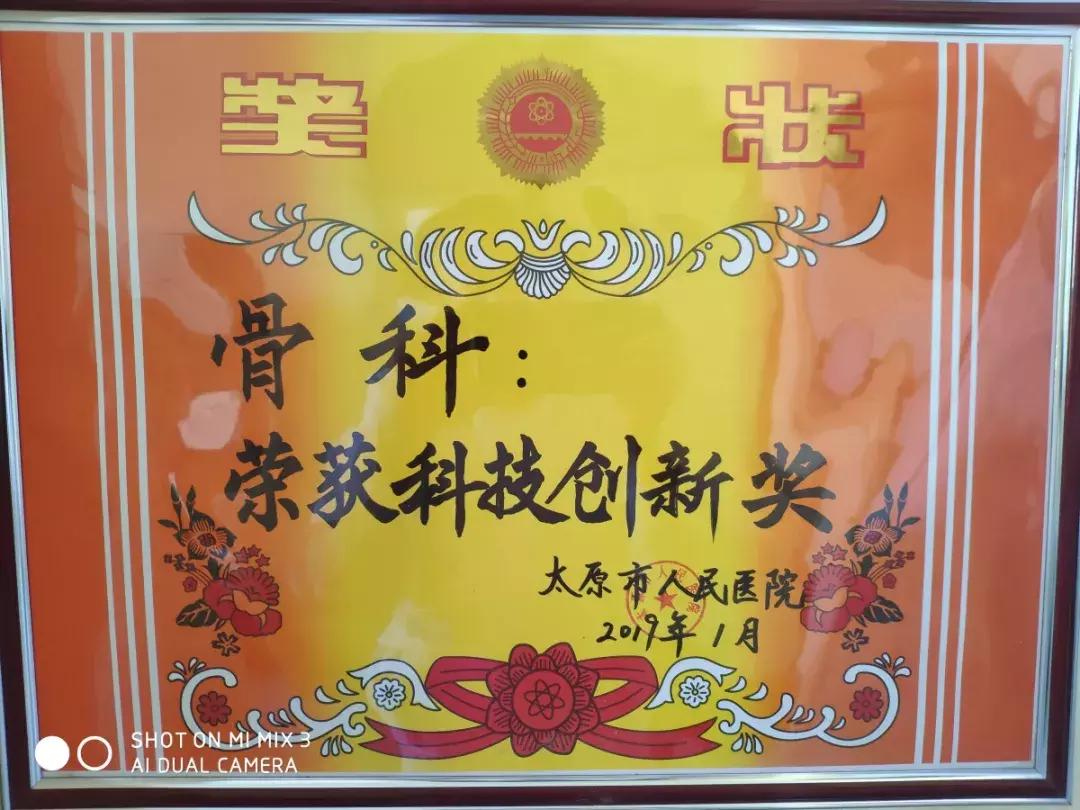 奖状
骨科:
荣获科技创新奖
太原市人民医院
2019年1月
SHOT ON MI MIX 3
AI DUAL CAMERA